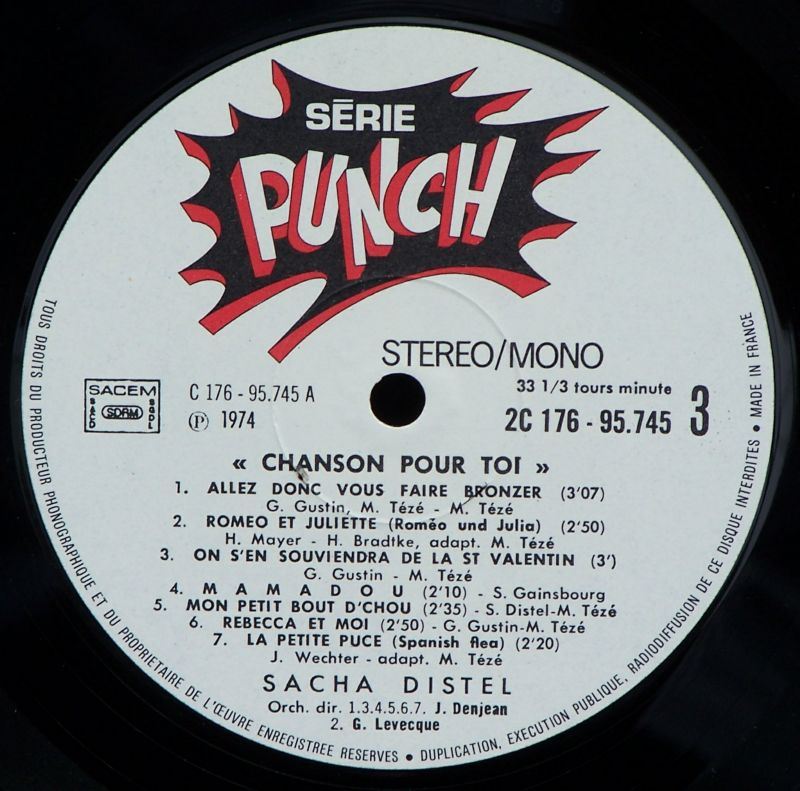 SÉRIE
PUNCH
STEREO/MONO
33 1/3 tours minute
SACEM
SACD
SDRM
SGDL
C 176 - 95.745 A
Ⓟ 1974
2C 176 - 95.745 3
« CHANSON POUR TOI »
1. ALLEZ DONC VOUS FAIRE BRONZER (3'07)
G. Gustin, M. Tézé - M. Tézé
2. ROMEO ET JULIETTE (Roméo und Julia) (2'50)
H. Mayer - H. Bradtke, adapt. M. Tézé
3. ON S'EN SOUVIENDRA DE LA ST VALENTIN (3')
G. Gustin - M. Tézé
4. M A M A D O U (2'10) - S. Gainsbourg
5. MON PETIT BOUT D'CHOU (2'35) - S. Distel-M. Tézé
6. REBECCA ET MOI (2'50) - G. Gustin-M. Tézé
7. LA PETITE PUCE (Spanish flea) (2'20)
J. Wechter - adapt. M. Tézé
SACHA DISTEL
Orch. dir. 1.3.4.5.6.7. J. Denjean
2. G. Levecque
TOUS DROITS DU PRODUCTEUR PHONOGRAPHIQUE ET DU PROPRIETAIRE DE L'ŒUVRE ENREGISTREE RESERVES • DUPLICATION, EXECUTION PUBLIQUE, RADIODIFFUSION DE CE DISQUE INTERDITES • MADE IN FRANCE